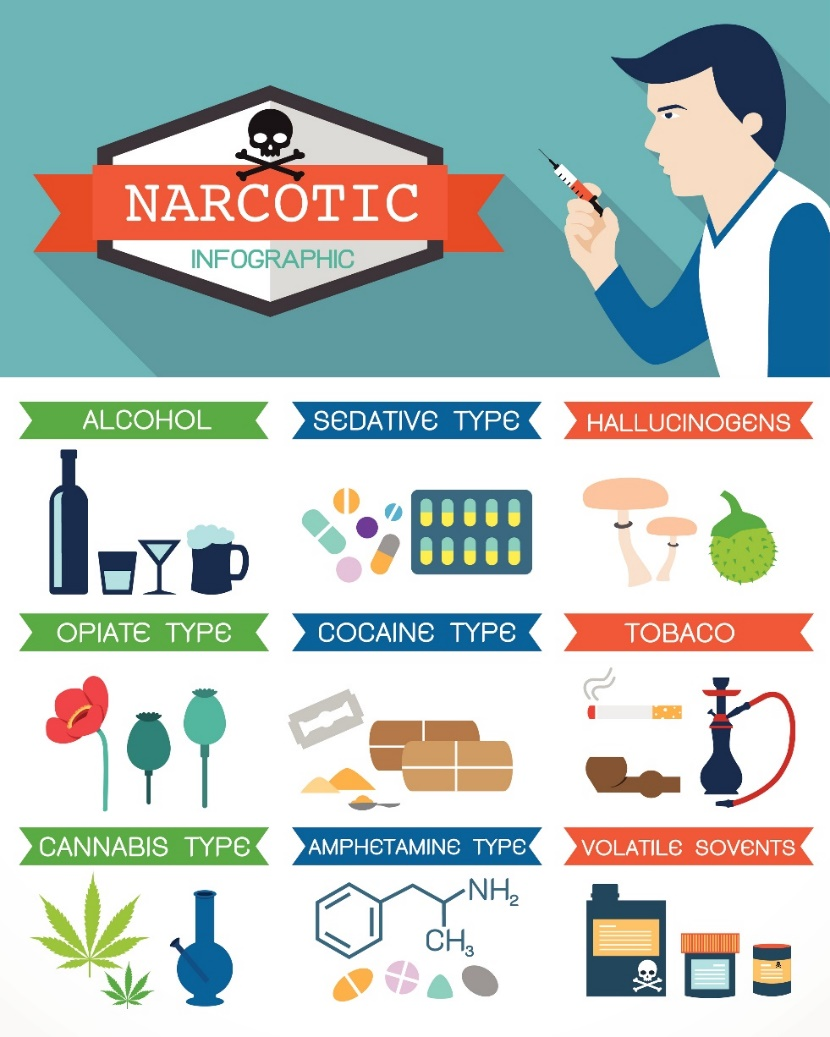 NARCOTIC
INFOGRAPHIC
ALCOHOL
SEDATIVE TYPE
HALLUCINOGENS
OPIATE TYPE
COCAINE TYPE
TOBACO
CANNABIS TYPE
AMPHETAMINE TYPE
VOLATILE SOVENTS
NH₂
CH₃